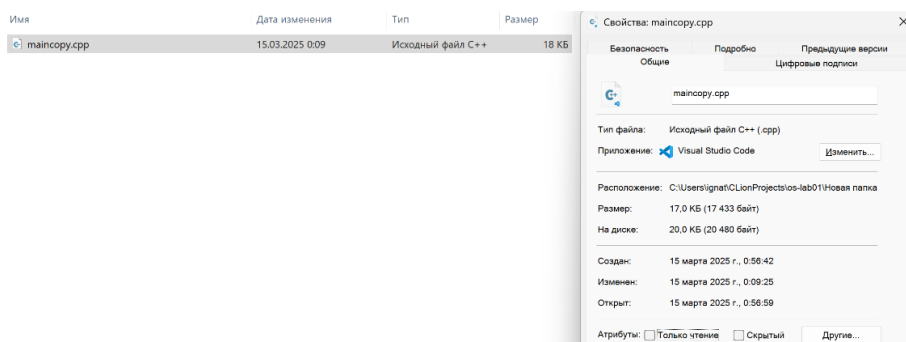 Имя Дата изменения Тип Размер
maincopy.cpp 15.03.2025 0:09 Исходный файл C++ 18 КБ
Свойства: maincopy.cpp
Безопасность Подробно Предыдущие версии
Общие Цифровые подписи
maincopy.cpp
Тип файла: Исходный файл C++ (.cpp)
Приложение: Visual Studio Code Изменить...
Расположение: C:\Users\ignat\CLionProjects\os-lab01\Новая папка
Размер: 17,0 КБ (17 433 байт)
На диске: 20,0 КБ (20 480 байт)
Создан: 15 марта 2025 г., 0:56:42
Изменен: 15 марта 2025 г., 0:09:25
Открыт: 15 марта 2025 г., 0:56:59
Атрибуты: Только чтение Скрытый Другие...